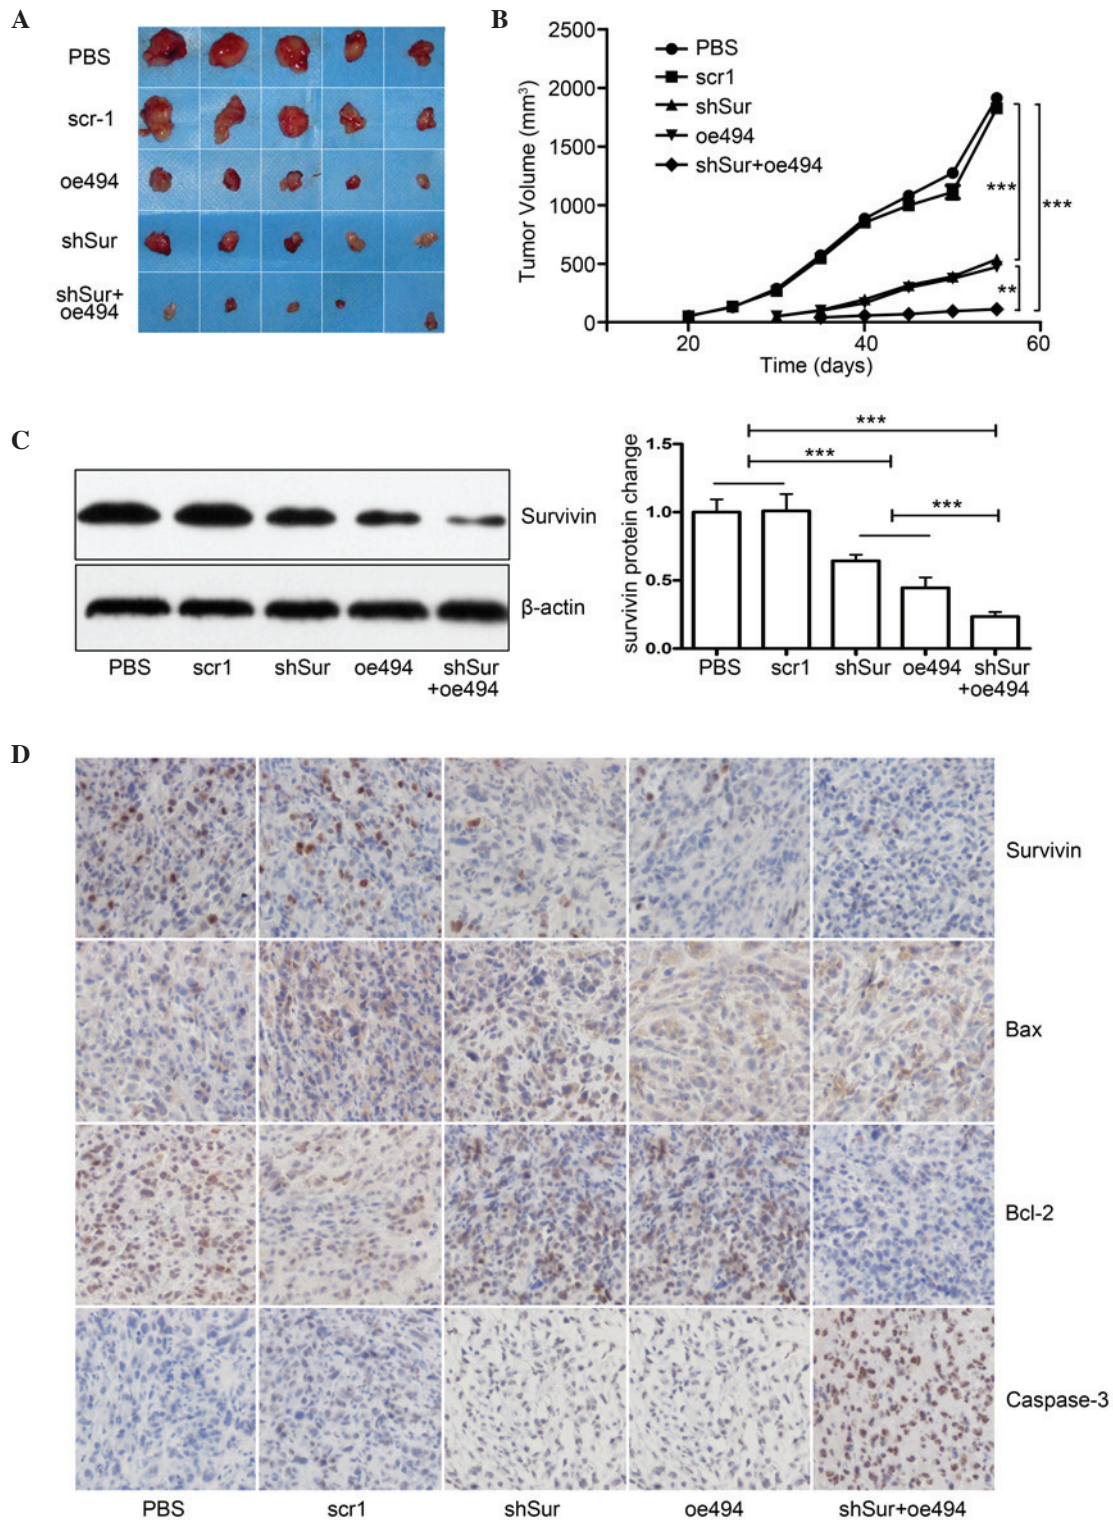 A
PBS
scr-1
oe494
shSur
shSur+
oe494
B
Tumor Volume (mm³)
2500
2000
1500
1000
500
0
20
40
60
Time (days)
PBS
scr1
shSur
oe494
shSur+oe494
***
***
**
C
Survivin
β-actin
PBS
scr1
shSur
oe494
shSur
+oe494
survivin protein change
1.5
1.0
0.5
0.0
***
***
***
PBS
scr1
shSur
oe494
shSur
+oe494
D
Survivin
Bax
Bcl-2
Caspase-3
PBS
scr1
shSur
oe494
shSur+oe494